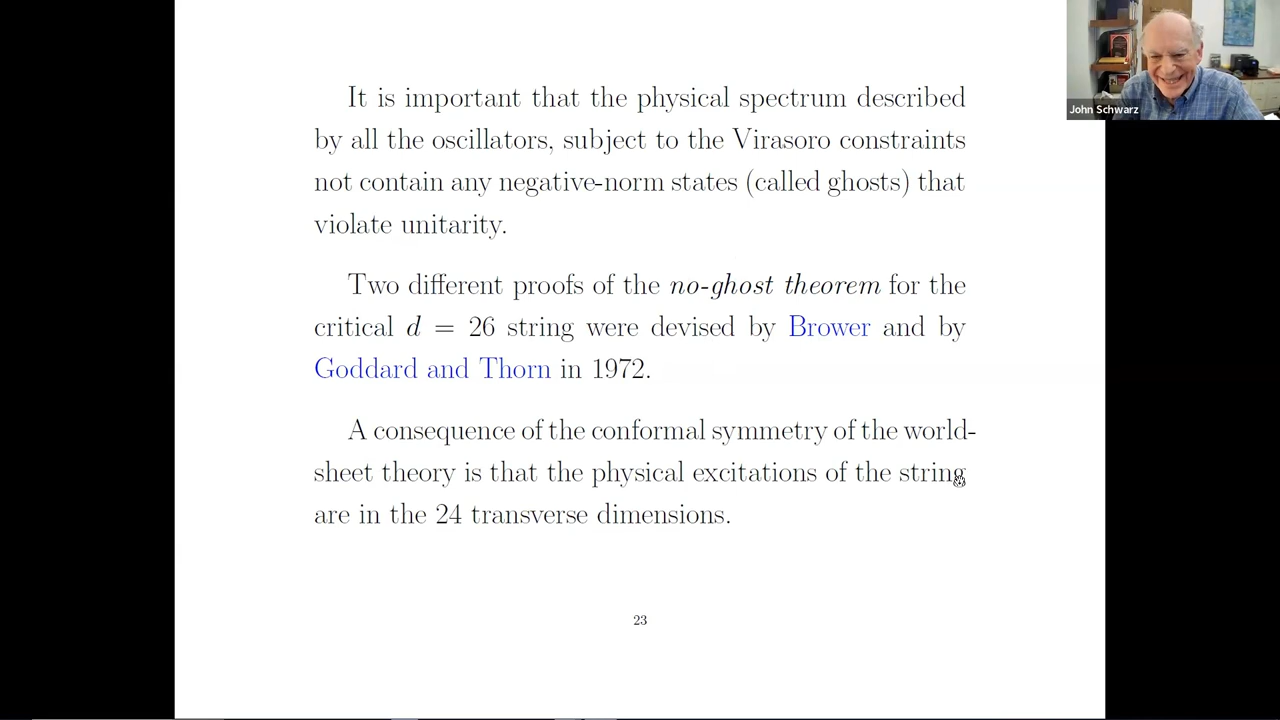 It is important that the physical spectrum described
by all the oscillators, subject to the Virasoro constraints
not contain any negative-norm states (called ghosts) that
violate unitarity.
Two different proofs of the no-ghost theorem for the
critical d = 26 string were devised by Brower and by
Goddard and Thorn in 1972.
A consequence of the conformal symmetry of the world-
sheet theory is that the physical excitations of the string
are in the 24 transverse dimensions.
23
John Schwarz